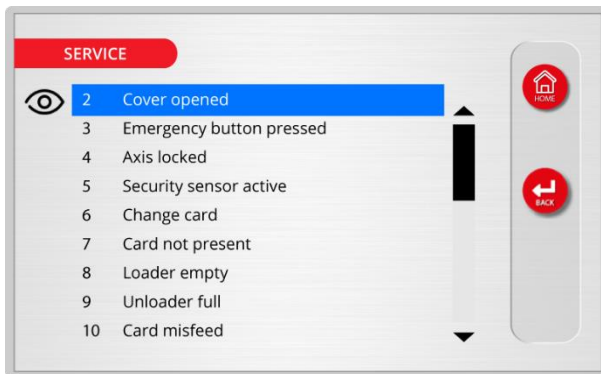 SERVICE
2 Cover opened
3 Emergency button pressed
4 Axis locked
5 Security sensor active
6 Change card
7 Card not present
8 Loader empty
9 Unloader full
10 Card misfeed
HOME
BACK